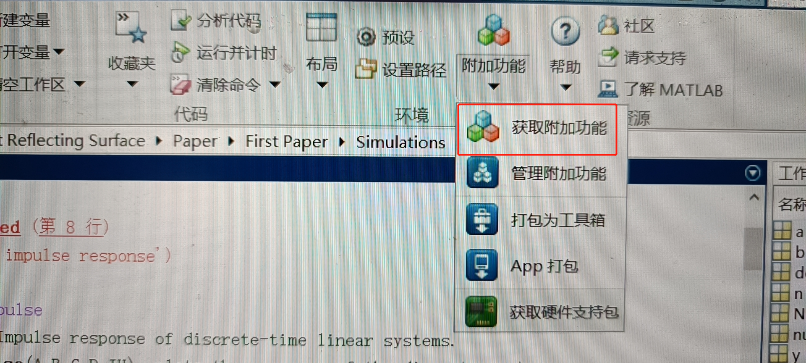 新建变量
分析代码
打开变量
运行并计时
清空工作区
清除命令
收藏夹
代码
布局
预设
设置路径
环境
附加功能
帮助
社区
请求支持
了解 MATLAB
资源
获取附加功能
管理附加功能
打包为工具箱
App 打包
获取硬件支持包
t Reflecting Surface ▸ Paper ▸ First Paper ▸ Simulations
工作
名称
a
b
n
N
ed (第 8 行)
impulse response')
pulse
Impulse response of discrete-time linear systems.